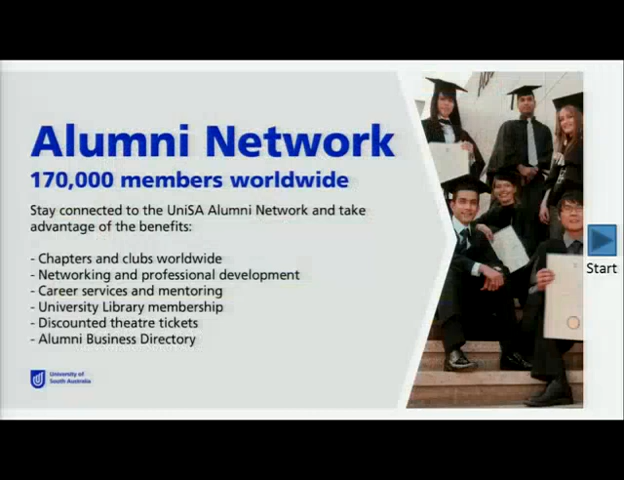 Alumni Network
170,000 members worldwide
Stay connected to the UniSA Alumni Network and take
advantage of the benefits:
- Chapters and clubs worldwide
- Networking and professional development
- Career services and mentoring
- University Library membership
- Discounted theatre tickets
- Alumni Business Directory
University of
South Australia
Start